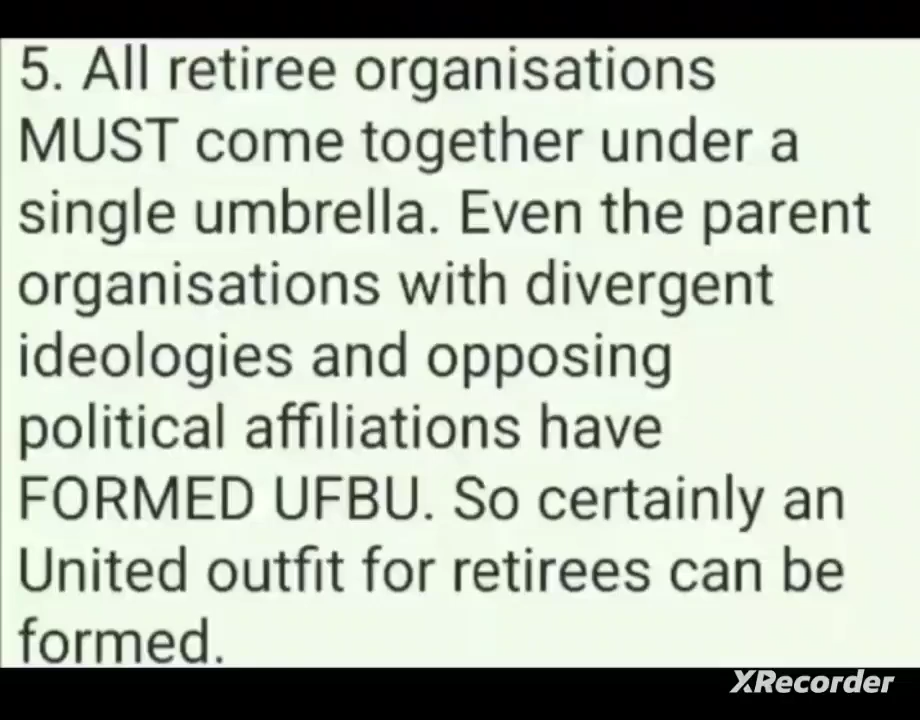 5. All retiree organisations
MUST come together under a
single umbrella. Even the parent
organisations with divergent
ideologies and opposing
political affiliations have
FORMED UFBU. So certainly an
United outfit for retirees can be
formed.
XRecorder